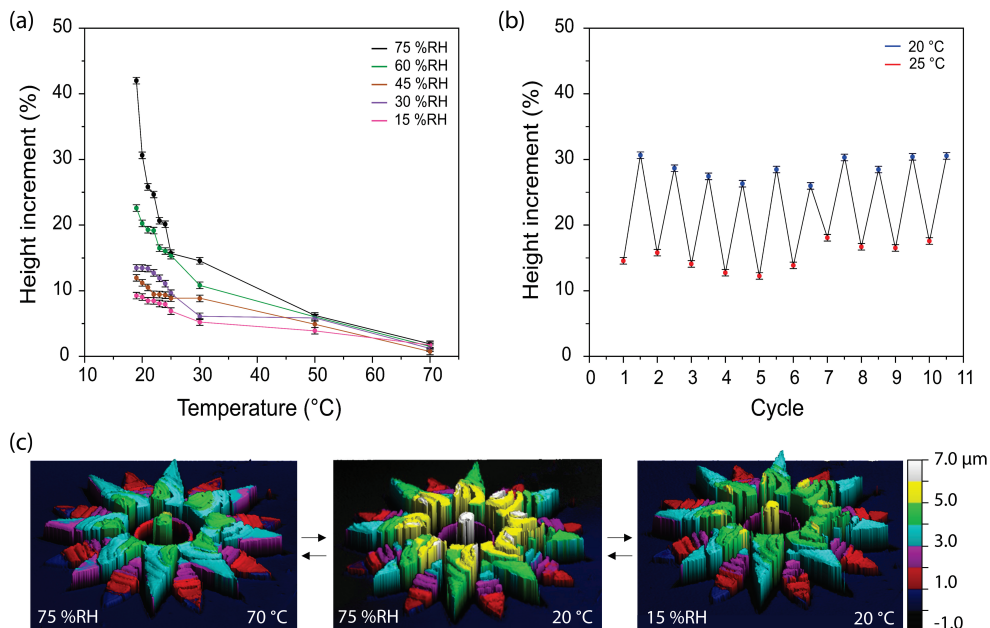 (a)
50
40
30
20
10
0
Height increment (%)
75 %RH
60 %RH
45 %RH
30 %RH
15 %RH
10 20 30 40 50 60 70
Temperature (°C)
(b)
50
40
30
20
10
0
Height increment (%)
20 °C
25 °C
0 1 2 3 4 5 6 7 8 9 10 11
Cycle
(c)
75 %RH 70 °C
75 %RH 20 °C
15 %RH 20 °C
7.0 μm
5.0
3.0
1.0
-1.0